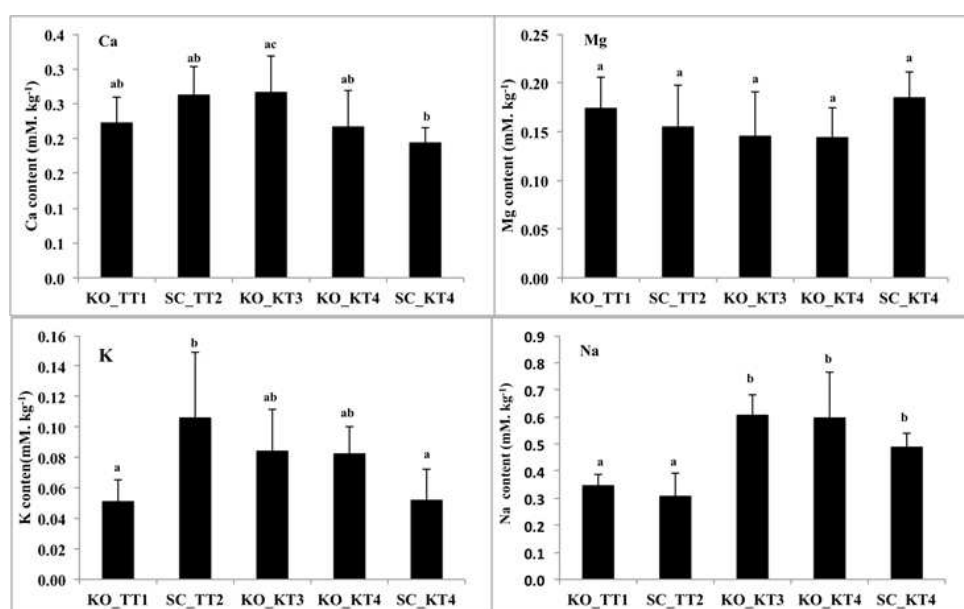 Ca
Ca content (mM. kg-1)
0.4
0.3
0.3
0.2
0.2
0.1
0.1
0.0
ab
ab
ac
ab
b
KO_TT1 SC_TT2 KO_KT3 KO_KT4 SC_KT4
Mg
Mg content (mM. kg-1)
0.25
0.20
0.15
0.10
0.05
0.00
a
a
a
a
a
KO_TT1 SC_TT2 KO_KT3 KO_KT4 SC_KT4
K
K conten(mM. kg-1)
0.16
0.14
0.12
0.10
0.08
0.06
0.04
0.02
0.00
a
b
ab
ab
a
KO_TT1 SC_TT2 KO_KT3 KO_KT4 SC_KT4
Na
Na content (mM. kg-1)
0.9
0.8
0.7
0.6
0.5
0.4
0.3
0.2
0.1
0.0
a
a
b
b
b
KO_TT1 SC_TT2 KO_KT3 KO_KT4 SC_KT4